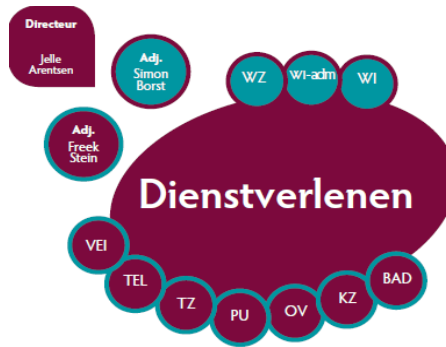 Directeur
Jelle
Arentsen
Adj.
Simon
Borst
Adj.
Freek
Stein
WZ
WI-adm
WI
Dienstverlenen
VEI
TEL
TZ
PU
OV
KZ
BAD